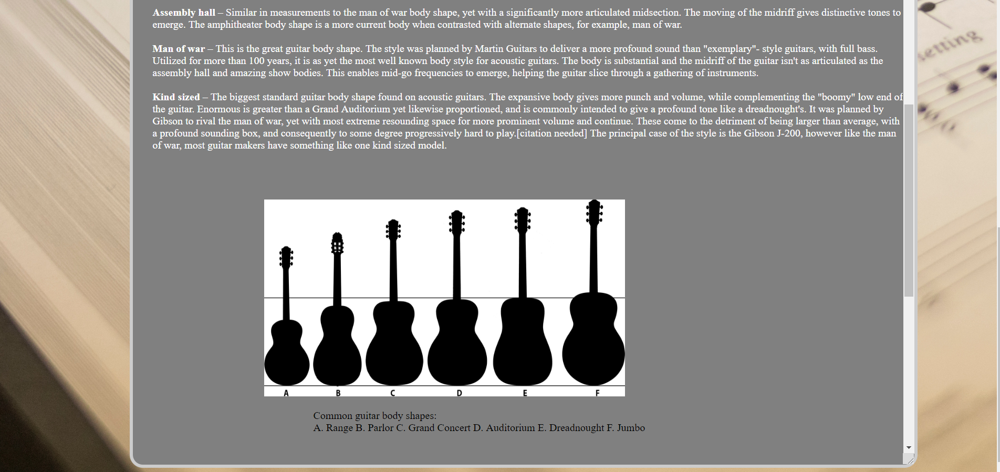 Assembly hall – Similar in measurements to the man of war body shape, yet with a significantly more articulated midsection. The moving of the midriff gives distinctive tones to
emerge. The amphitheater body shape is a more current body when contrasted with alternate shapes, for example, man of war.
Man of war – This is the great guitar body shape. The style was planned by Martin Guitars to deliver a more profound sound than "exemplary"- style guitars, with full bass.
Utilized for more than 100 years, it is as yet the most well known body style for acoustic guitars. The body is substantial and the midriff of the guitar isn't as articulated as the
assembly hall and amazing show bodies. This enables mid-go frequencies to emerge, helping the guitar slice through a gathering of instruments.
Kind sized – The biggest standard guitar body shape found on acoustic guitars. The expansive body gives more punch and volume, while complementing the "boomy" low end of
the guitar. Enormous is greater than a Grand Auditorium yet likewise proportioned, and is commonly intended to give a profound tone like a dreadnought's. It was planned by
Gibson to rival the man of war, yet with most extreme resounding space for more prominent volume and continue. These come to the detriment of being larger than average, with
a profound sounding box, and consequently to some degree progressively hard to play.[citation needed] The principal case of the style is the Gibson J-200, however like the man
of war, most guitar makers have something like one kind sized model.
setting
A B C D E F
Common guitar body shapes:
A. Range B. Parlor C. Grand Concert D. Auditorium E. Dreadnought F. Jumbo